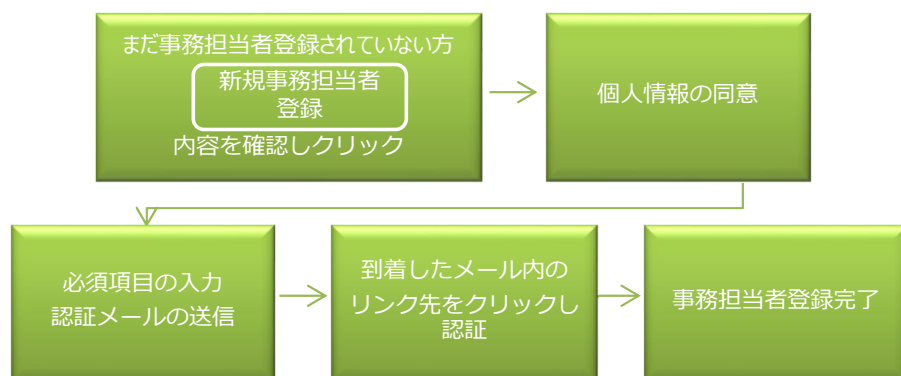 まだ事務担当者登録されていない方
新規事務担当者
登録
内容を確認しクリック
個人情報の同意
必須項目の入力
認証メールの送信
到着したメール内の
リンク先をクリックし
認証
事務担当者登録完了